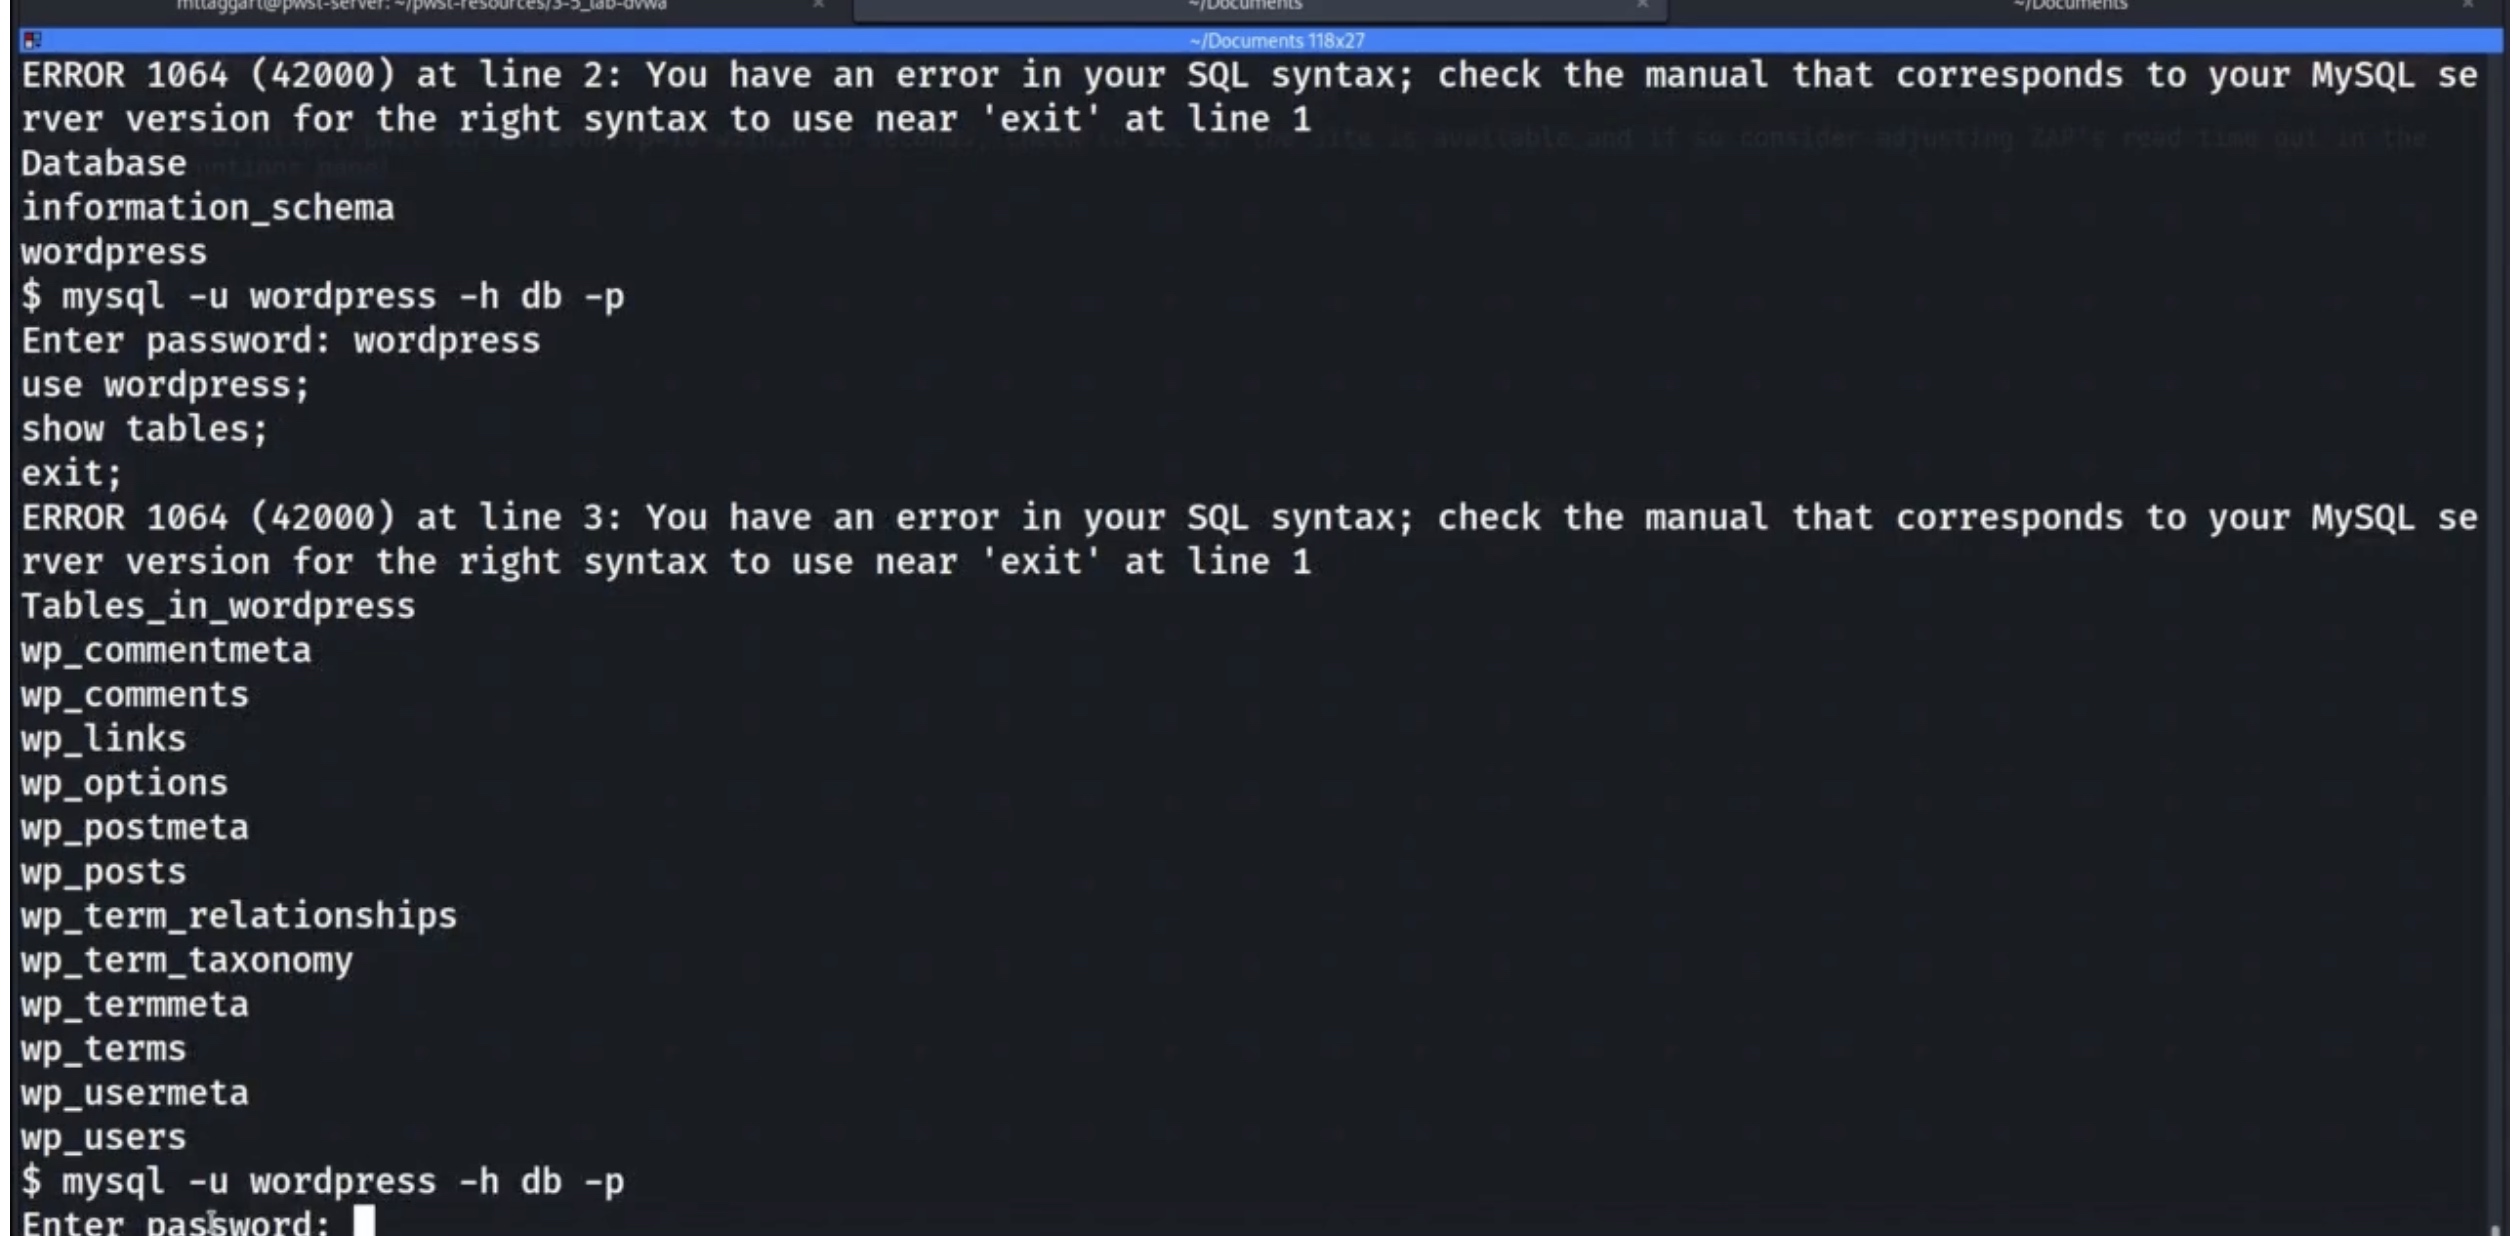 mttaggart@pwst-server: ~/pwst-resources/3-5_lab-dvwa × ~/Documents × ~/Documents ×
~/Documents 118x27
ERROR 1064 (42000) at line 2: You have an error in your SQL syntax; check the manual that corresponds to your MySQL se
rver version for the right syntax to use near 'exit' at line 1
Database
information_schema
wordpress
$ mysql -u wordpress -h db -p
Enter password: wordpress
use wordpress;
show tables;
exit;
ERROR 1064 (42000) at line 3: You have an error in your SQL syntax; check the manual that corresponds to your MySQL se
rver version for the right syntax to use near 'exit' at line 1
Tables_in_wordpress
wp_commentmeta
wp_comments
wp_links
wp_options
wp_postmeta
wp_posts
wp_term_relationships
wp_term_taxonomy
wp_termmeta
wp_terms
wp_usermeta
wp_users
$ mysql -u wordpress -h db -p
Enter password: